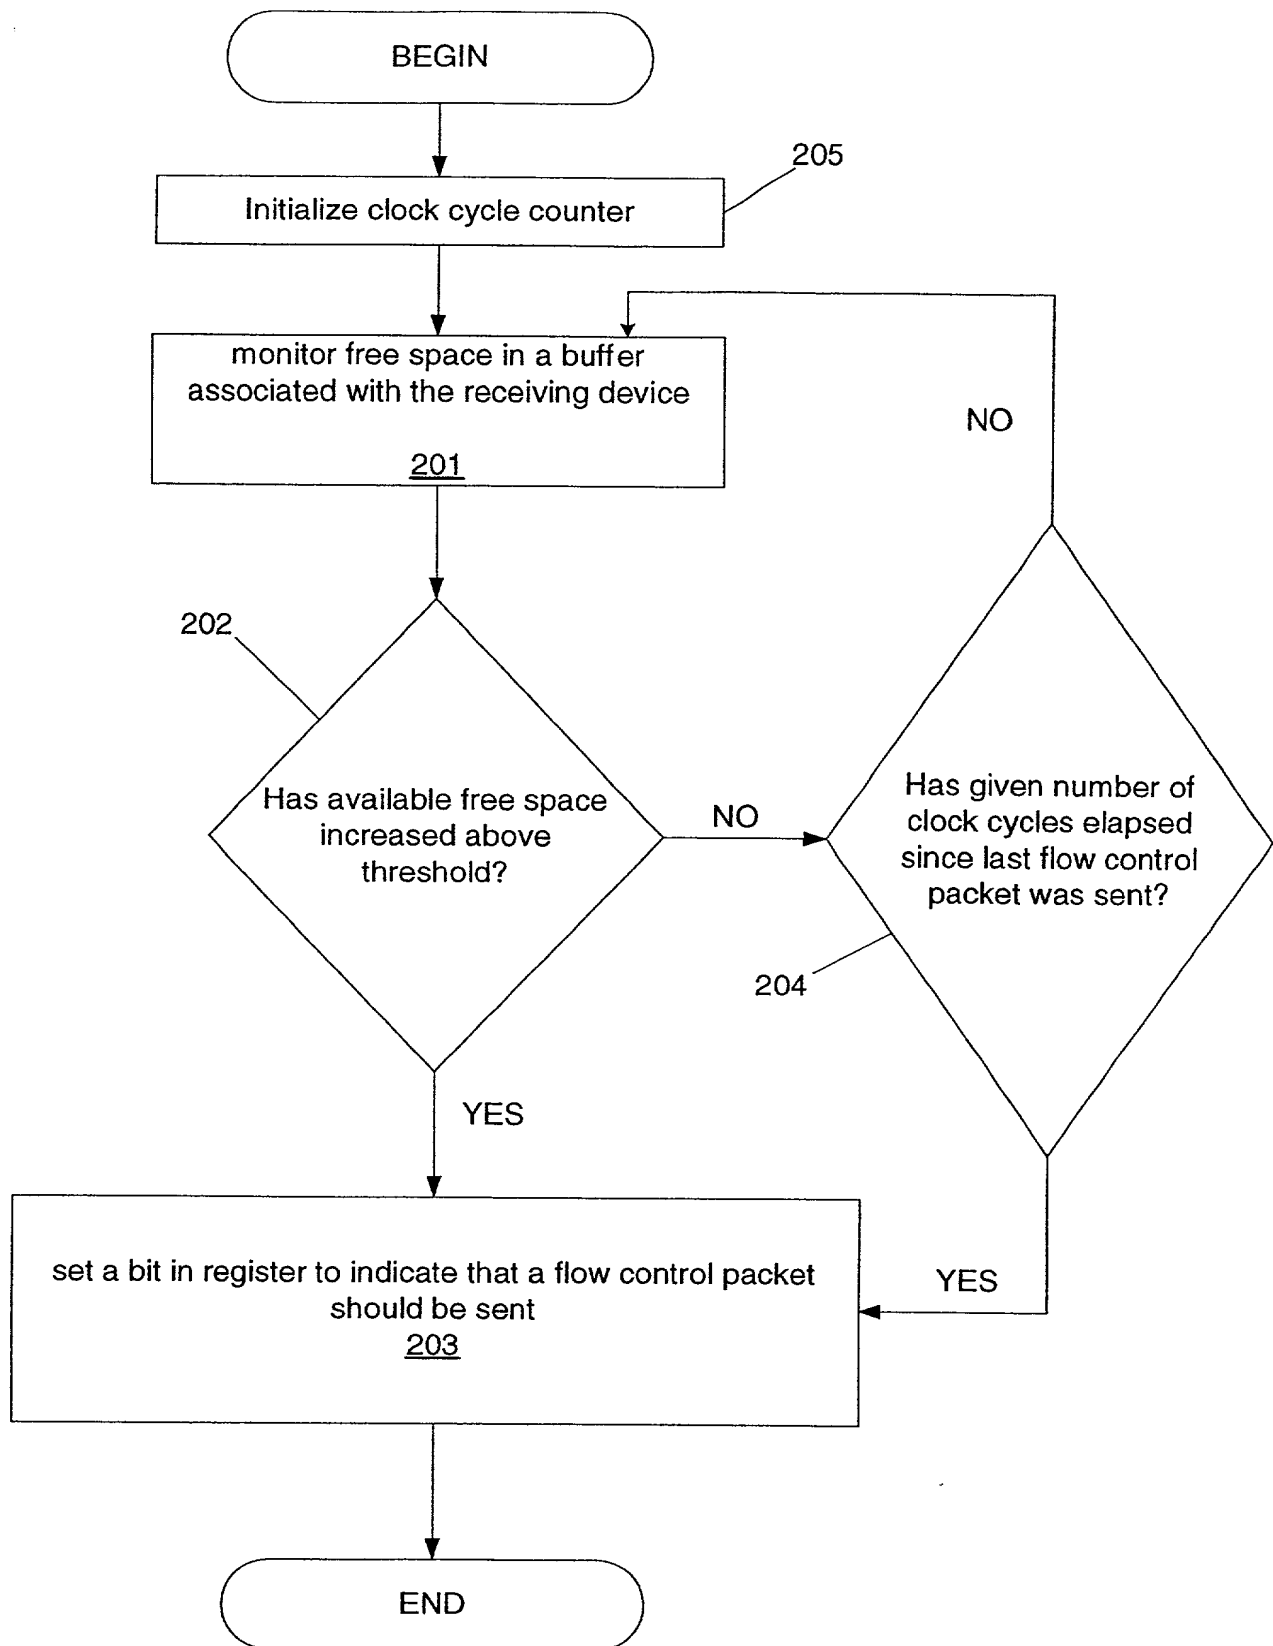 BEGIN
205
Initialize clock cycle counter
monitor free space in a buffer
associated with the receiving device
201
NO
202
Has available free space
increased above
threshold?
NO
Has given number of
clock cycles elapsed
since last flow control
packet was sent?
204
YES
set a bit in register to indicate that a flow control packet
should be sent
203
YES
END